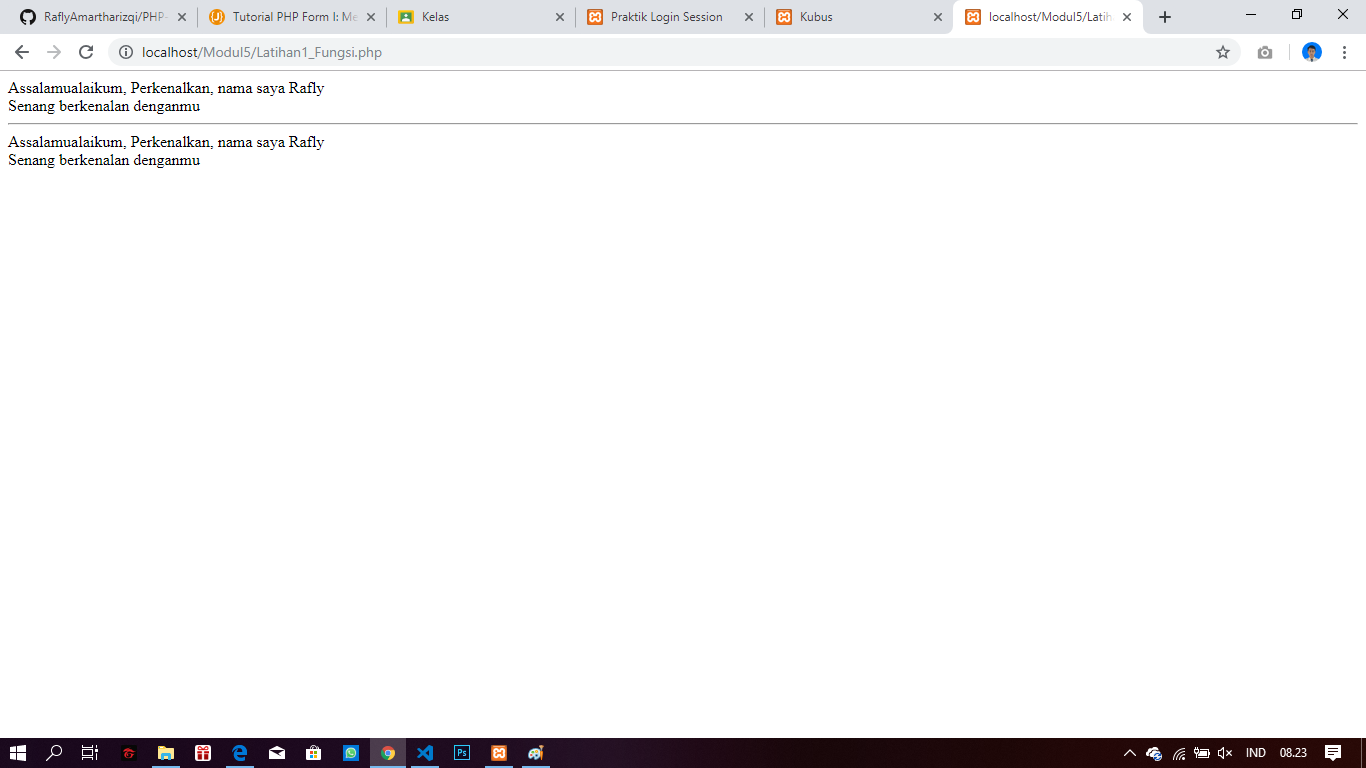 RaflyAmartharizqi/PHP-
Tutorial PHP Form I: Me
Kelas
Praktik Login Session
Kubus
localhost/Modul5/Latih
localhost/Modul5/Latihan1_Fungsi.php
Assalamualaikum, Perkenalkan, nama saya Rafly
Senang berkenalan denganmu
Assalamualaikum, Perkenalkan, nama saya Rafly
Senang berkenalan denganmu
Ps
IND
08.23